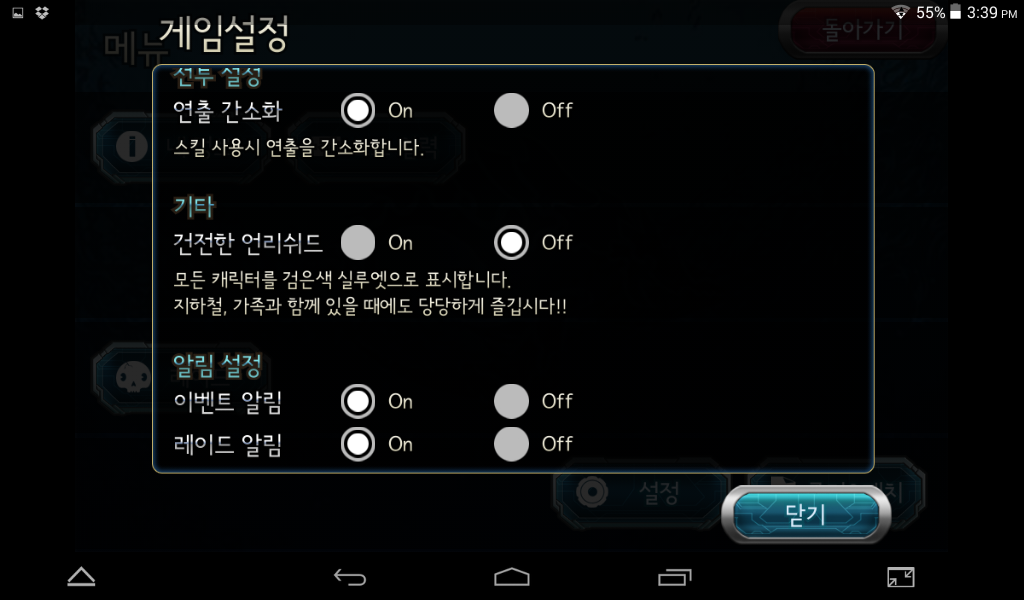 55% 3:39 PM
메뉴
게임설정
돌아가기
전투 설정
연출 간소화 On Off
스킬 사용시 연출을 간소화합니다.
기타
건전한 언리쉬드 On Off
모든 캐릭터를 검은색 실루엣으로 표시합니다.
지하철, 가족과 함께 있을 때에도 당당하게 즐깁시다!!
알림 설정
이벤트 알림 On Off
레이드 알림 On Off
설정
닫기